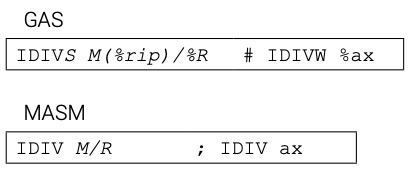 GAS
IDIVS M(%rip)/%R # IDIVW %ax
MASM
IDIV M/R ; IDIV ax